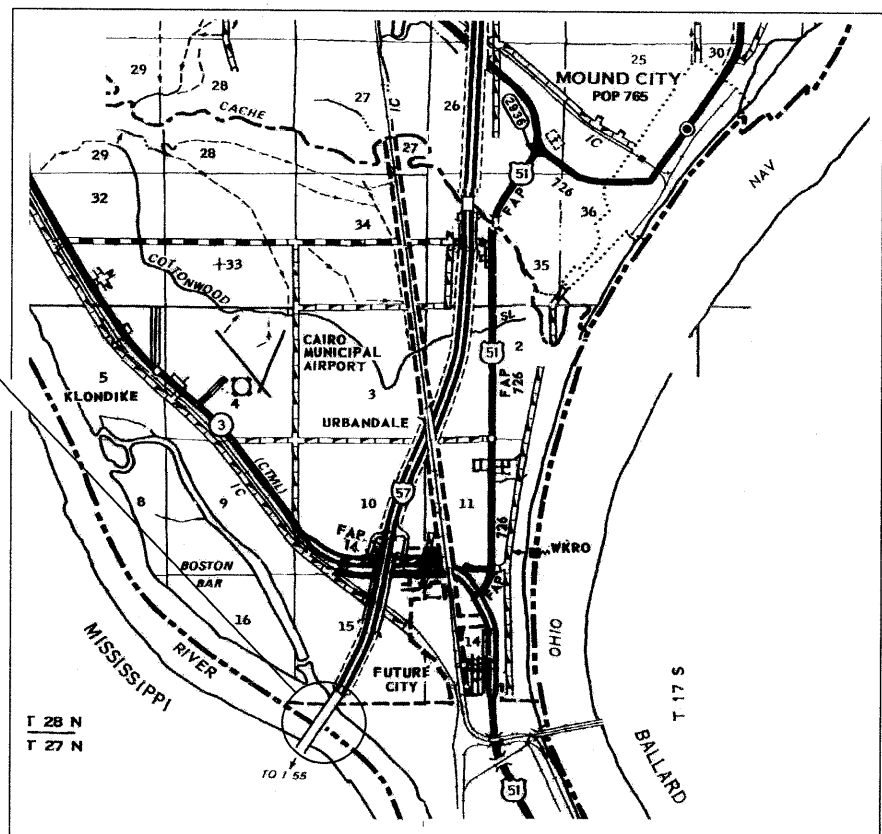 25
30
29
28
27
26
MOUND CITY
POP 765
IC
2936
CACHE
IC
27
29
28
NAV
51
FAP
726
36
32
34
35
33
COTTONWOOD
SL
CAIRO
MUNICIPAL
AIRPORT
51
2
5
KLONDIKE
4
3
FAP
726
3
URBANDALE
IC
(CTML)
57
8
9
10
11
FAP
14
726
WKRO
FAP
BOSTON
BAR
16
15
14
OHIO
MISSISSIPPI
RIVER
FUTURE
CITY
T 17 S
T 28 N
T 27 N
TO I 55
BALLARD
51